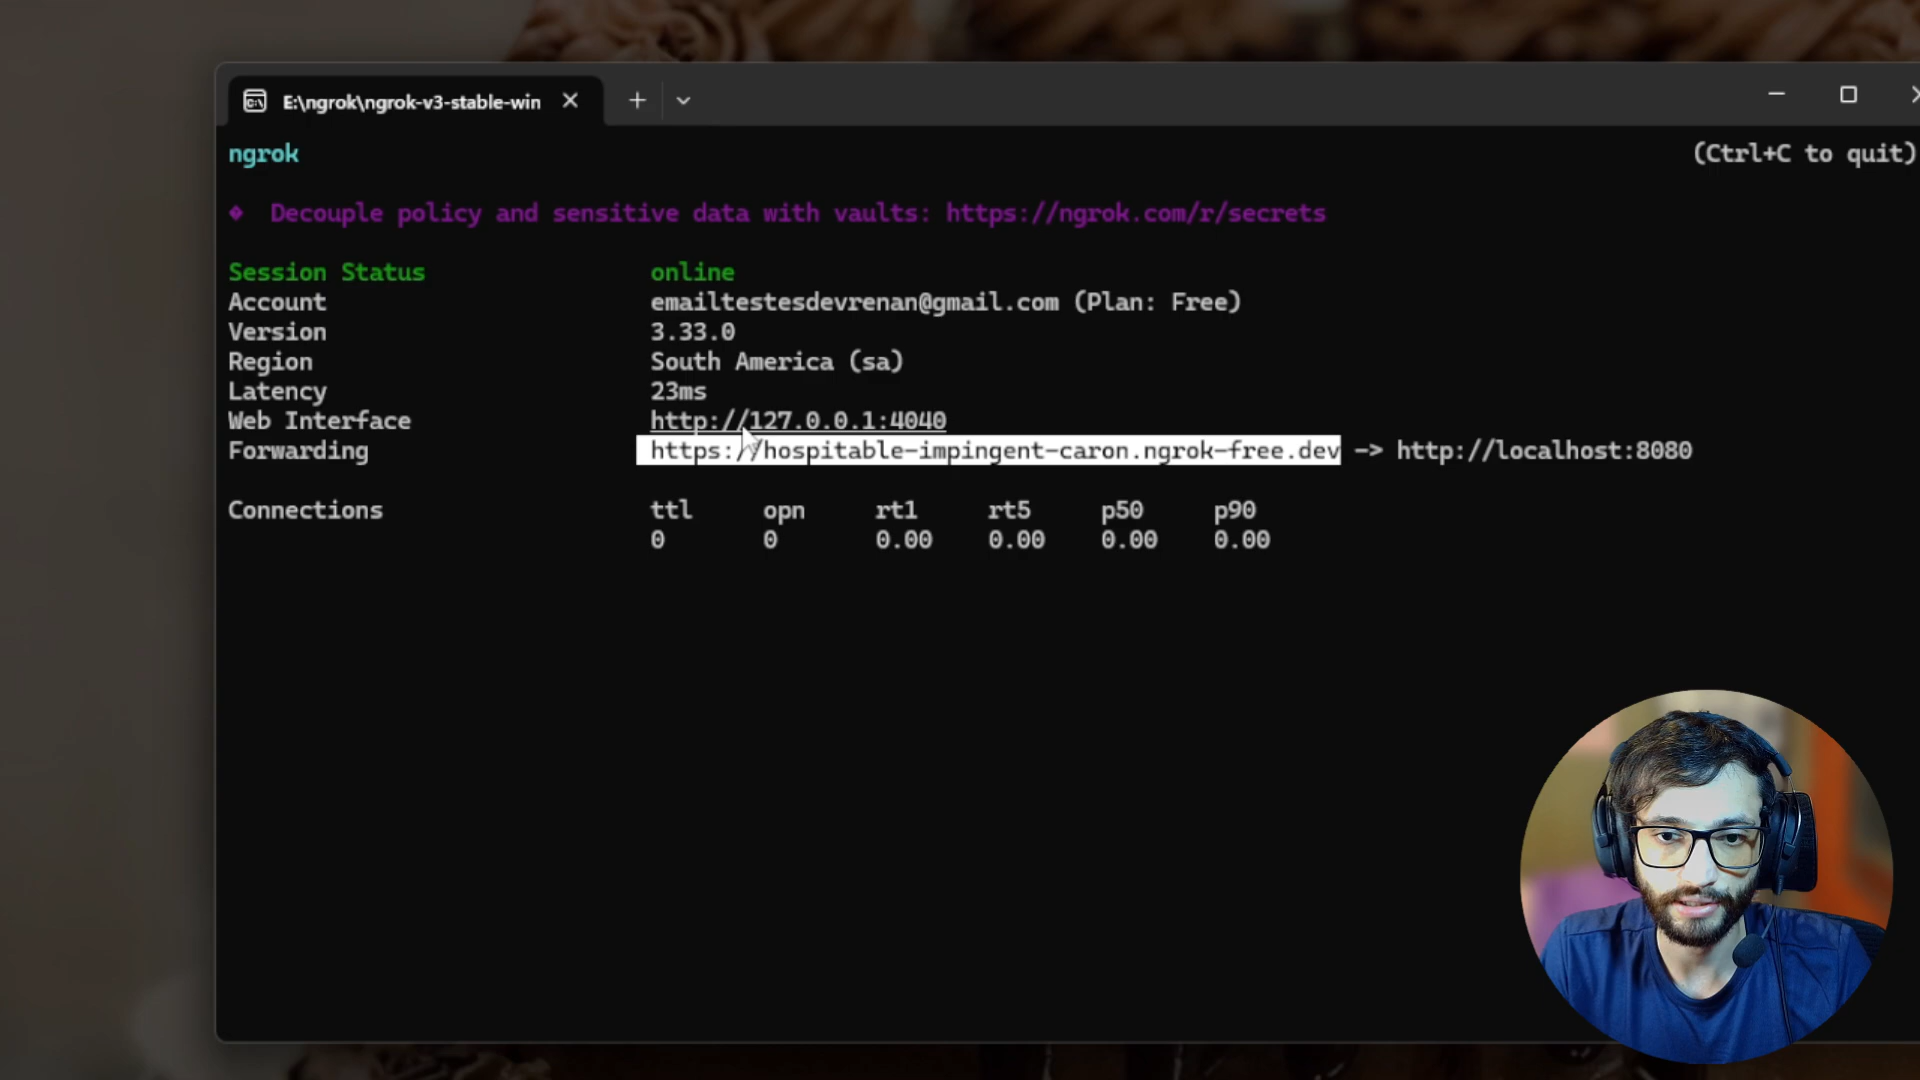 E:\ngrok\ngrok-v3-stable-win
ngrok (Ctrl+C to quit)
Decouple policy and sensitive data with vaults: https://ngrok.com/r/secrets
Session Status online
Account emailtestesdevrenan@gmail.com (Plan: Free)
Version 3.33.0
Region South America (sa)
Latency 23ms
Web Interface http://127.0.0.1:4040
Forwarding https://hospitable-impingent-caron.ngrok-free.dev -> http://localhost:8080
Connections ttl opn rt1 rt5 p50 p90
0 0 0.00 0.00 0.00 0.00